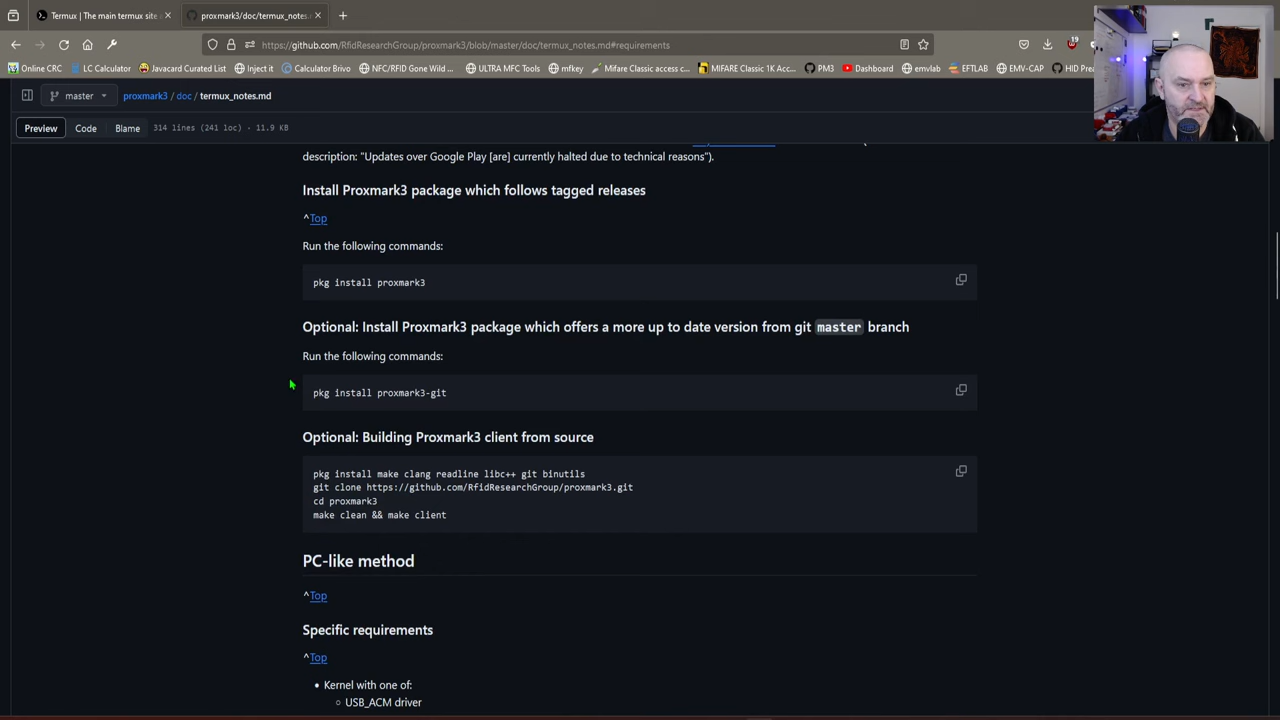 Termux | The main termux site
proxmark3/doc/termux_notes.
https://github.com/RfidResearchGroup/proxmark3/blob/master/doc/termux_notes.md#requirements
19
Online CRC
LC Calculator
Javacard Curated List
Inject it
Calculator Brivo
NFC/RFID Gone Wild ...
ULTRA MFC Tools
mfkey
Mifare Classic access c...
MIFARE Classic 1K Acc...
PM3
Dashboard
emvlab
EFTLAB
EMV-CAP
HID Prea
master
proxmark3 / doc / termux_notes.md
Preview
Code
Blame
314 lines (241 loc) · 11.9 KB
description: "Updates over Google Play [are] currently halted due to technical reasons").
Install Proxmark3 package which follows tagged releases
^Top
Run the following commands:
pkg install proxmark3
Optional: Install Proxmark3 package which offers a more up to date version from git master branch
Run the following commands:
pkg install proxmark3-git
Optional: Building Proxmark3 client from source
pkg install make clang readline libc++ git binutils
git clone https://github.com/RfidResearchGroup/proxmark3.git
cd proxmark3
make clean && make client
PC-like method
^Top
Specific requirements
^Top
• Kernel with one of:
○ USB_ACM driver